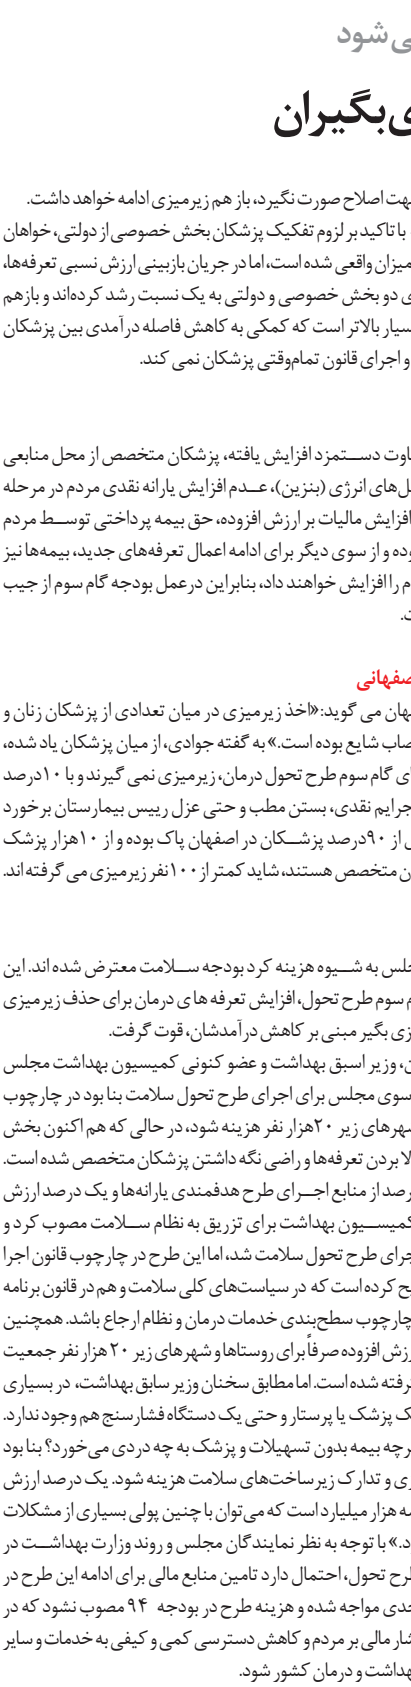 ی‌شود
ی‌بگیران
هت اصلاح صورت نگیرد، باز هم زیرمیزی ادامه خواهد داشت.
با تاکید بر لزوم تفکیک پزشکان بخش خصوصی از دولتی، خواهان
میزان واقعی شده است، اما در جریان بازبینی ارزش نسبی تعرفه‌ها،
ی دو بخش خصوصی و دولتی به یک نسبت رشد کرده‌اند و بازهم
سیار بالاتر است که کمکی به کاهش فاصله درآمدی بین پزشکان
و اجرای قانون تمام‌وقتی پزشکان نمی کند.
اوت دستمزد افزایش یافته، پزشکان متخصص از محل منابعی
ل‌های انرژی (بنزین)، عدم افزایش یارانه نقدی مردم در مرحله
افزایش مالیات بر ارزش افزوده، حق بیمه پرداختی توسط مردم
وده و از سوی دیگر برای ادامه اعمال تعرفه‌های جدید، بیمه‌ها نیز
م را افزایش خواهند داد، بنابراین درعمل بودجه گام سوم از جیب
ت.
صفهانی
هان می گوید:«اخذ زیرمیزی در میان تعدادی از پزشکان زنان و
صاب شایع بوده است.» به گفته جوادی، از میان پزشکان یاد شده،
ای گام سوم طرح تحول درمان، زیرمیزی نمی گیرند و با ۱۰درصد
جرایم نقدی، بستن مطب و حتی عزل رییس بیمارستان برخورد
ش از ۹۰درصد پزشکان در اصفهان پاک بوده و از ۱۰هزار پزشک
ن متخصص هستند، شاید کمتر از۱۰۰نفر زیرمیزی می گرفته اند.
جلس به شیوه هزینه کرد بودجه سلامت معترض شده اند. این
م سوم طرح تحول، افزایش تعرفه های درمان برای حذف زیرمیزی
زی بگیر مبنی بر کاهش درآمدشان، قوت گرفت.
ن، وزیر اسبق بهداشت و عضو کنونی کمیسیون بهداشت مجلس
سوی مجلس برای اجرای طرح تحول سلامت بنا بود در چارچوب
شهرهای زیر ۲۰هزار نفر هزینه شود، در حالی که هم اکنون بخش
الا بردن تعرفه‌ها و راضی نگه داشتن پزشکان متخصص شده است.
رصد از منابع اجرای طرح هدفمندی یارانه‌ها و یک درصد ارزش
کمیسیون بهداشت برای تزریق به نظام سلامت مصوب کرد و
جرای طرح تحول سلامت شد، اما این طرح در چارچوب قانون اجرا
یح کرده است که در سیاست‌های کلی سلامت و هم در قانون برنامه
چارچوب سطح‌بندی خدمات درمان و نظام ارجاع باشد. همچنین
رزش افزوده صرفاً برای روستاها و شهرهای زیر ۲۰ هزار نفر جمعیت
رفته شده است. اما مطابق سخنان وزیر سابق بهداشت، در بسیاری
ک پزشک یا پرستار و حتی یک دستگاه فشارسنج هم وجود ندارد.
رچه بیمه بدون تسهیلات و پزشک به چه دردی می‌خورد؟ بنا بود
ری و تدارک زیرساخت‌های سلامت هزینه شود. یک درصد ارزش
سه هزار میلیارد است که می‌توان با چنین پولی بسیاری از مشکلات
د.» با توجه به نظر نمایندگان مجلس و روند وزارت بهداشت در
طرح تحول، احتمال دارد تامین منابع مالی برای ادامه این طرح در
جدی مواجه شده و هزینه طرح در بودجه ۹۴ مصوب نشود که در
شار مالی بر مردم و کاهش دسترسی کمی و کیفی به خدمات و سایر
هداشت و درمان کشور شود.